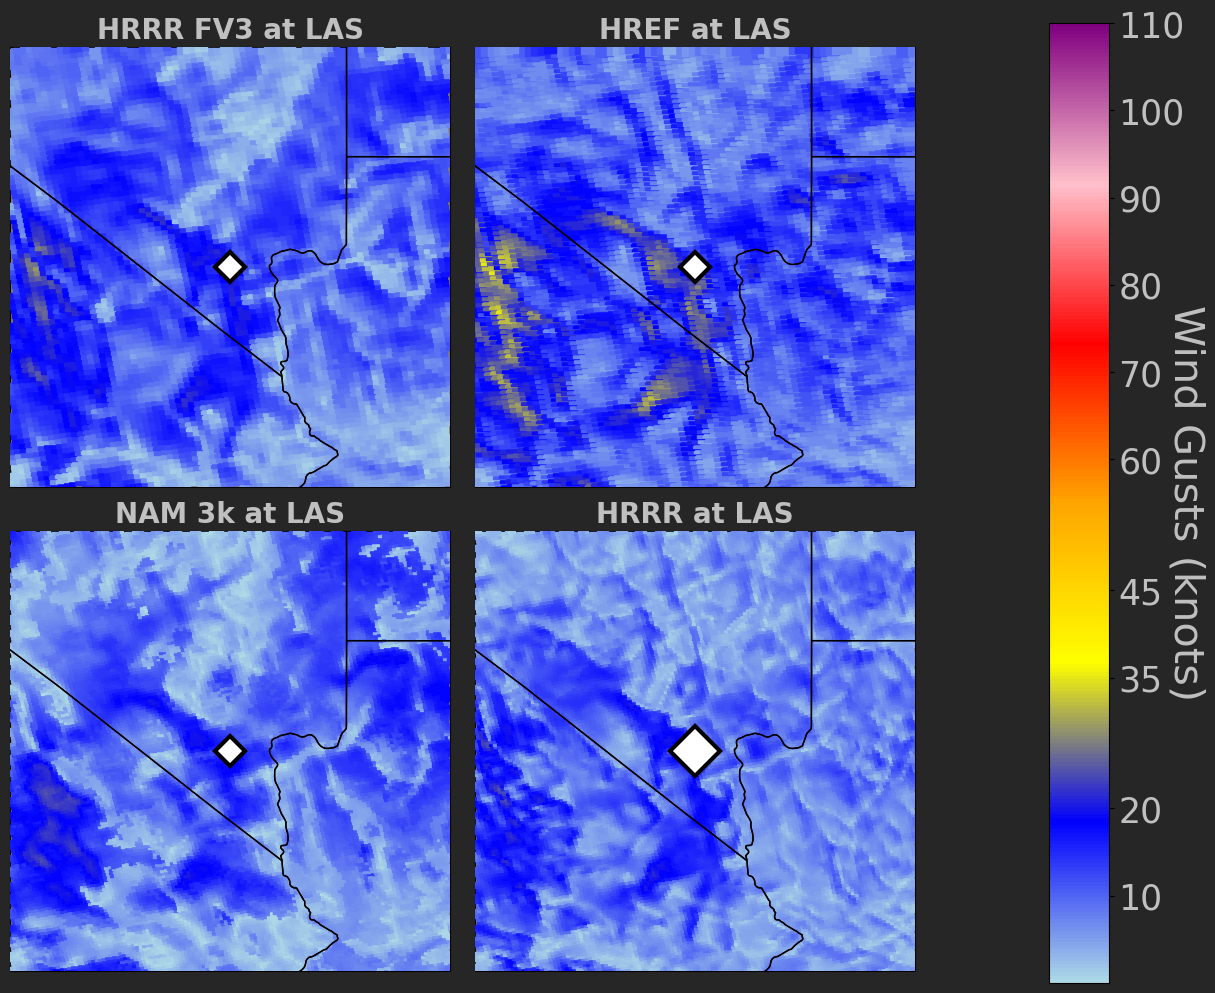 HRRR FV3 at LAS
HREF at LAS
NAM 3k at LAS
HRRR at LAS
110
100
90
80
70
60
45
35
20
10
Wind Gusts (knots)